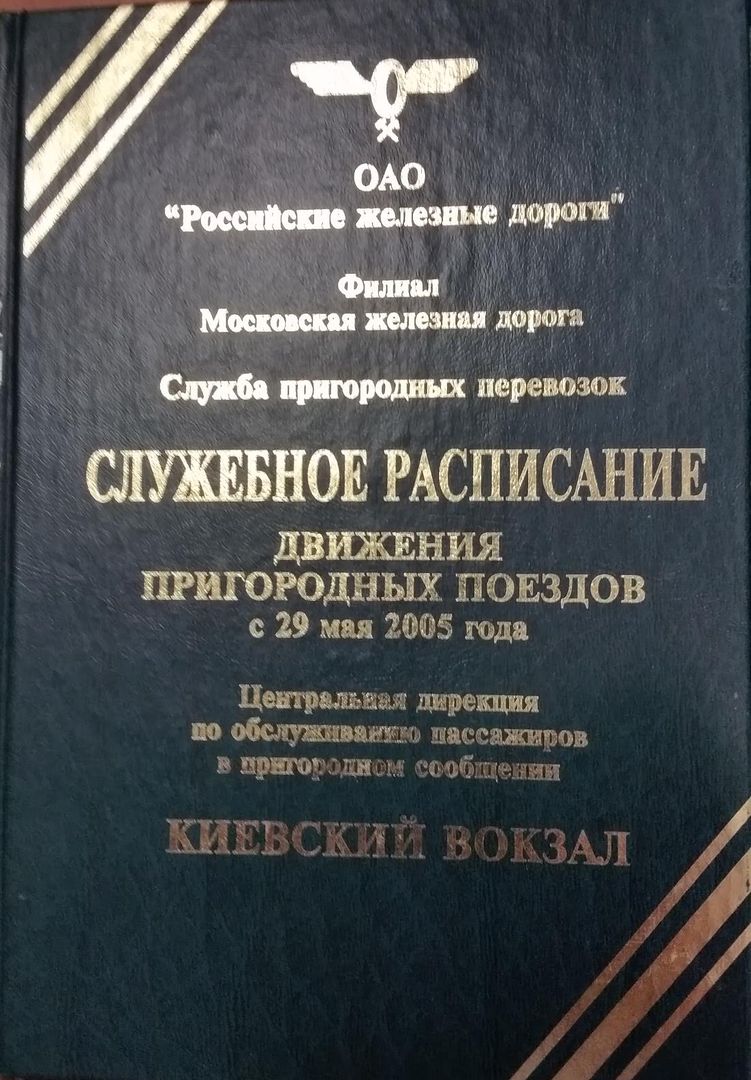 ОАО
“Российские железные дороги"
Филиал
Московская железная дорога
Служба пригородных перевозок
СЛУЖЕБНОЕ РАСПИСАНИЕ
ДВИЖЕНИЯ
ПРИГОРОДНЫХ ПОЕЗДОВ
с 29 мая 2005 года
Центральная дирекция
по обслуживанию пассажиров
в пригородном сообщении
КИЕВСКИЙ ВОКЗАЛ